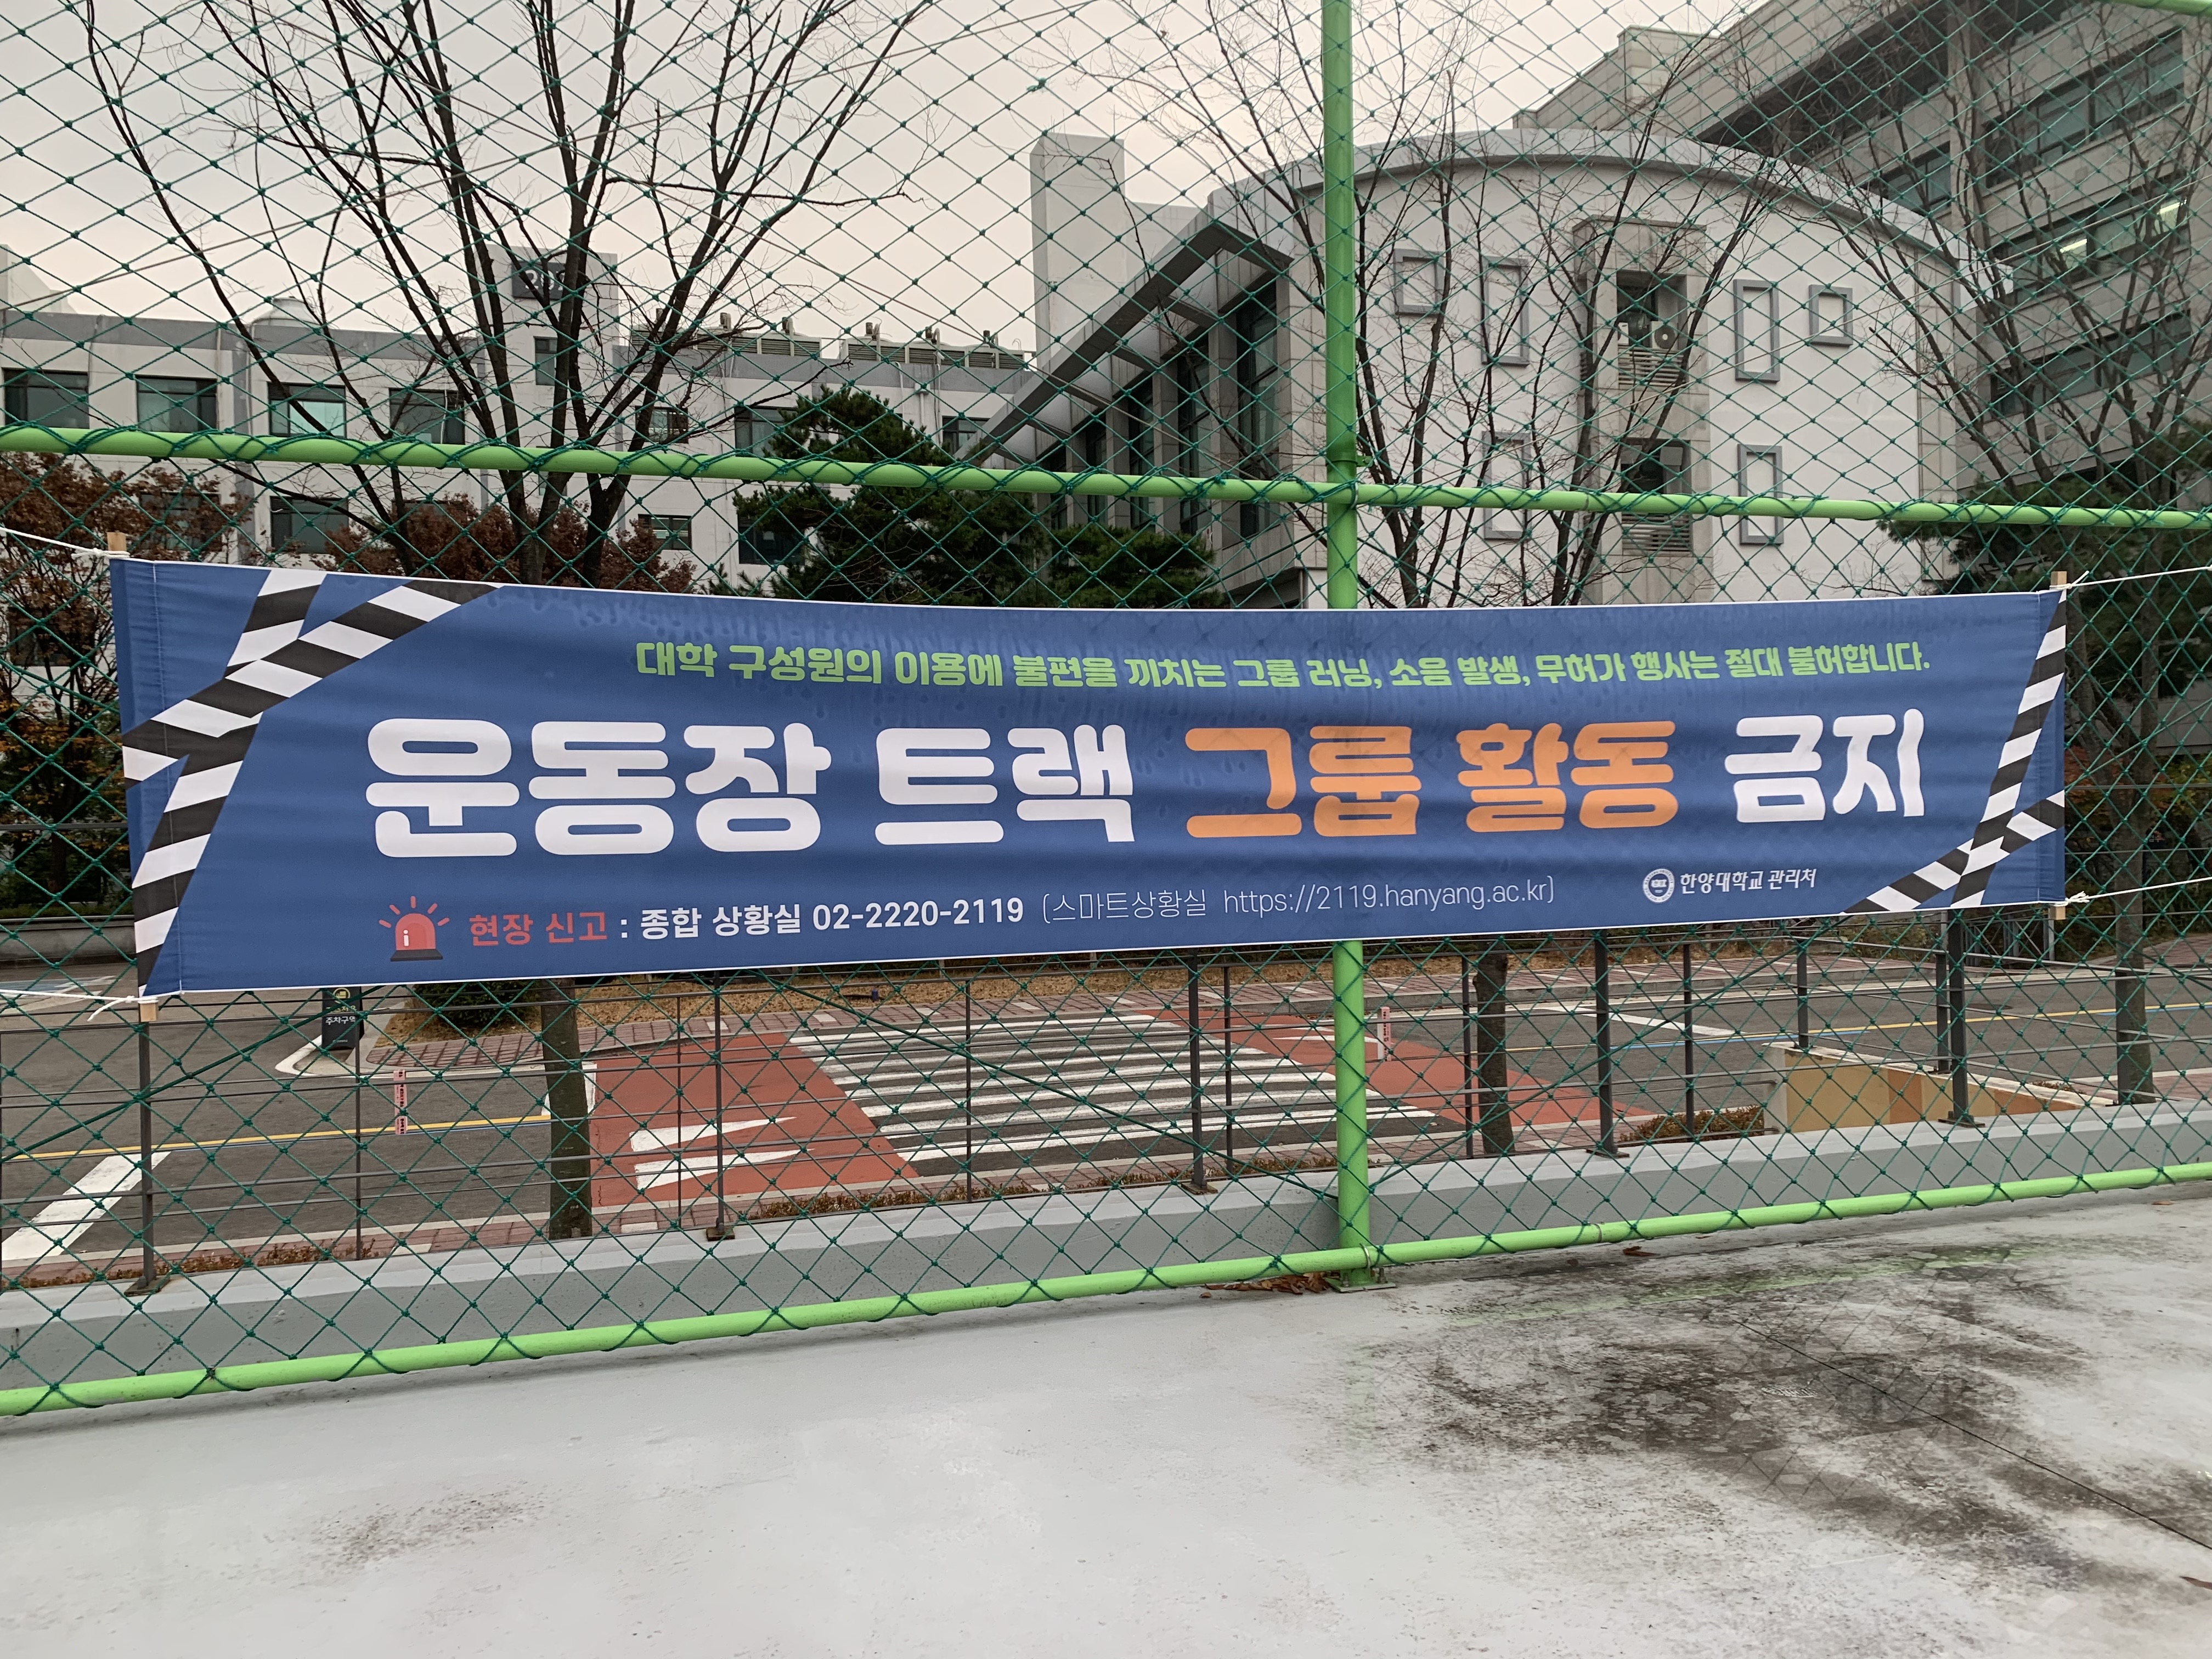 대학 구성원의 이용에 불편을 끼치는 그룹 러닝, 소음 발생, 무허가 행사는 절대 불허합니다.
운동장 트랙 그룹 활동 금지
현장 신고 : 종합 상황실 02-2220-2119 (스마트상황실 https://2119.hanyang.ac.kr)
한양대학교 관리처
주차구역